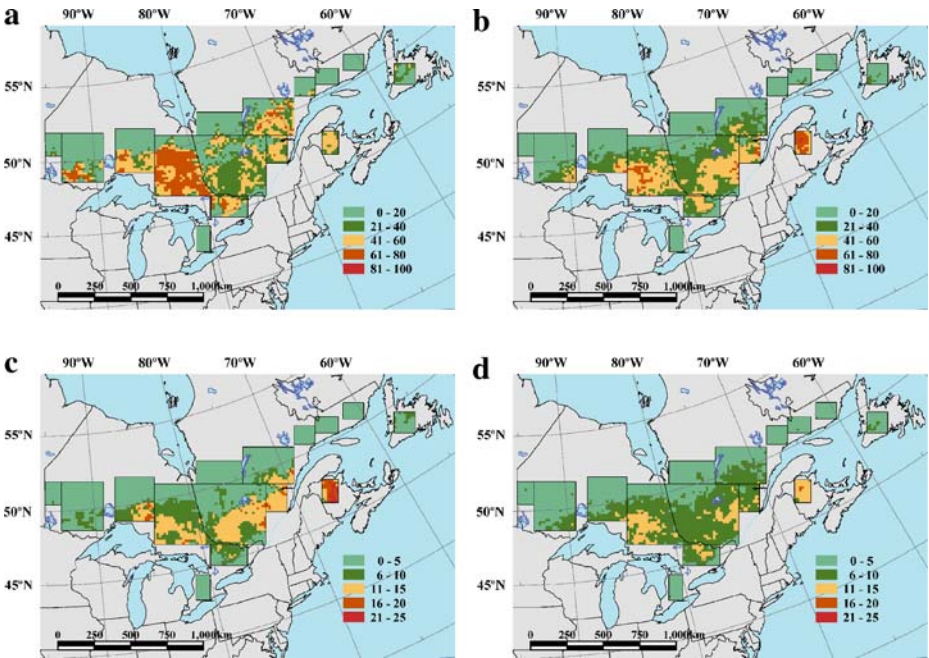 a
90°W 80°W 70°W 60°W
55°N
50°N
45°N
0 - 20
21 - 40
41 - 60
61 - 80
81 - 100
0 250 500 750 1,000 km
b
90°W 80°W 70°W 60°W
55°N
50°N
45°N
0 - 20
21 - 40
41 - 60
61 - 80
81 - 100
0 250 500 750 1,000 km
c
90°W 80°W 70°W 60°W
55°N
50°N
45°N
0 - 5
6 - 10
11 - 15
16 - 20
21 - 25
0 250 500 750 1,000 km
d
90°W 80°W 70°W 60°W
55°N
50°N
45°N
0 - 5
6 - 10
11 - 15
16 - 20
21 - 25
0 250 500 750 1,000 km